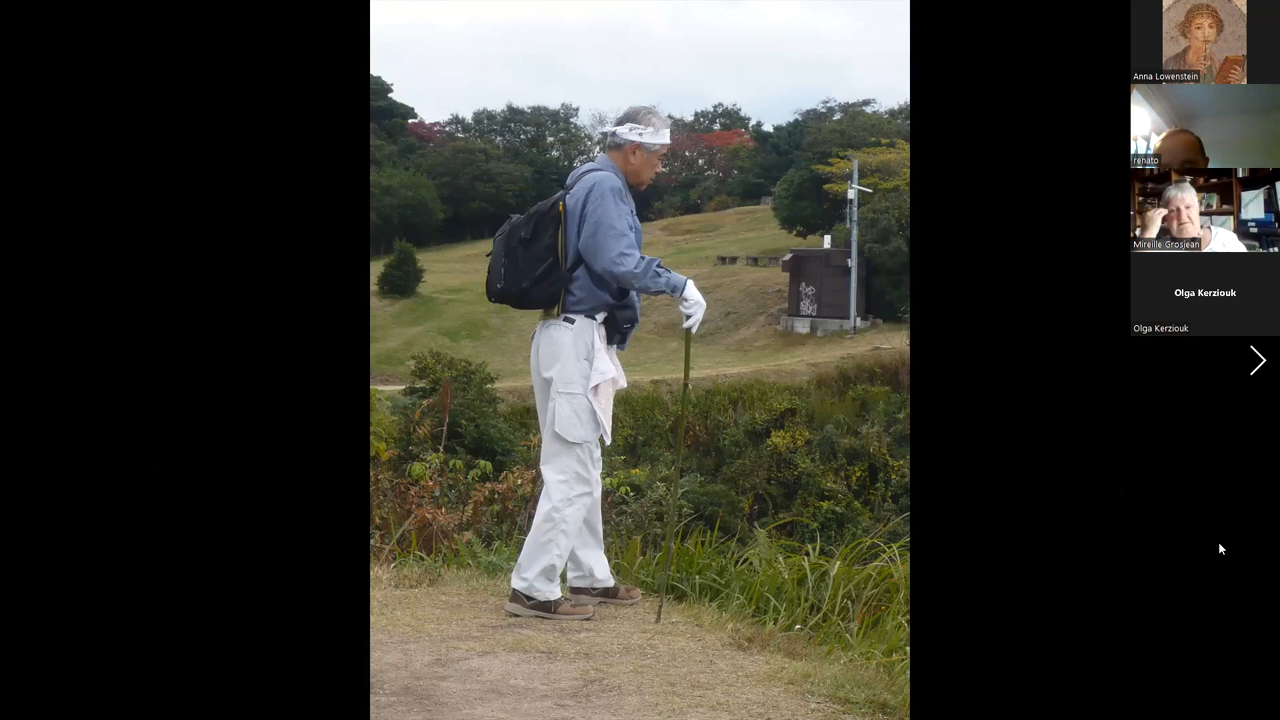 Anna Lowenstein
renato
Mireille Grosjean
Olga Kerziouk
Olga Kerziouk